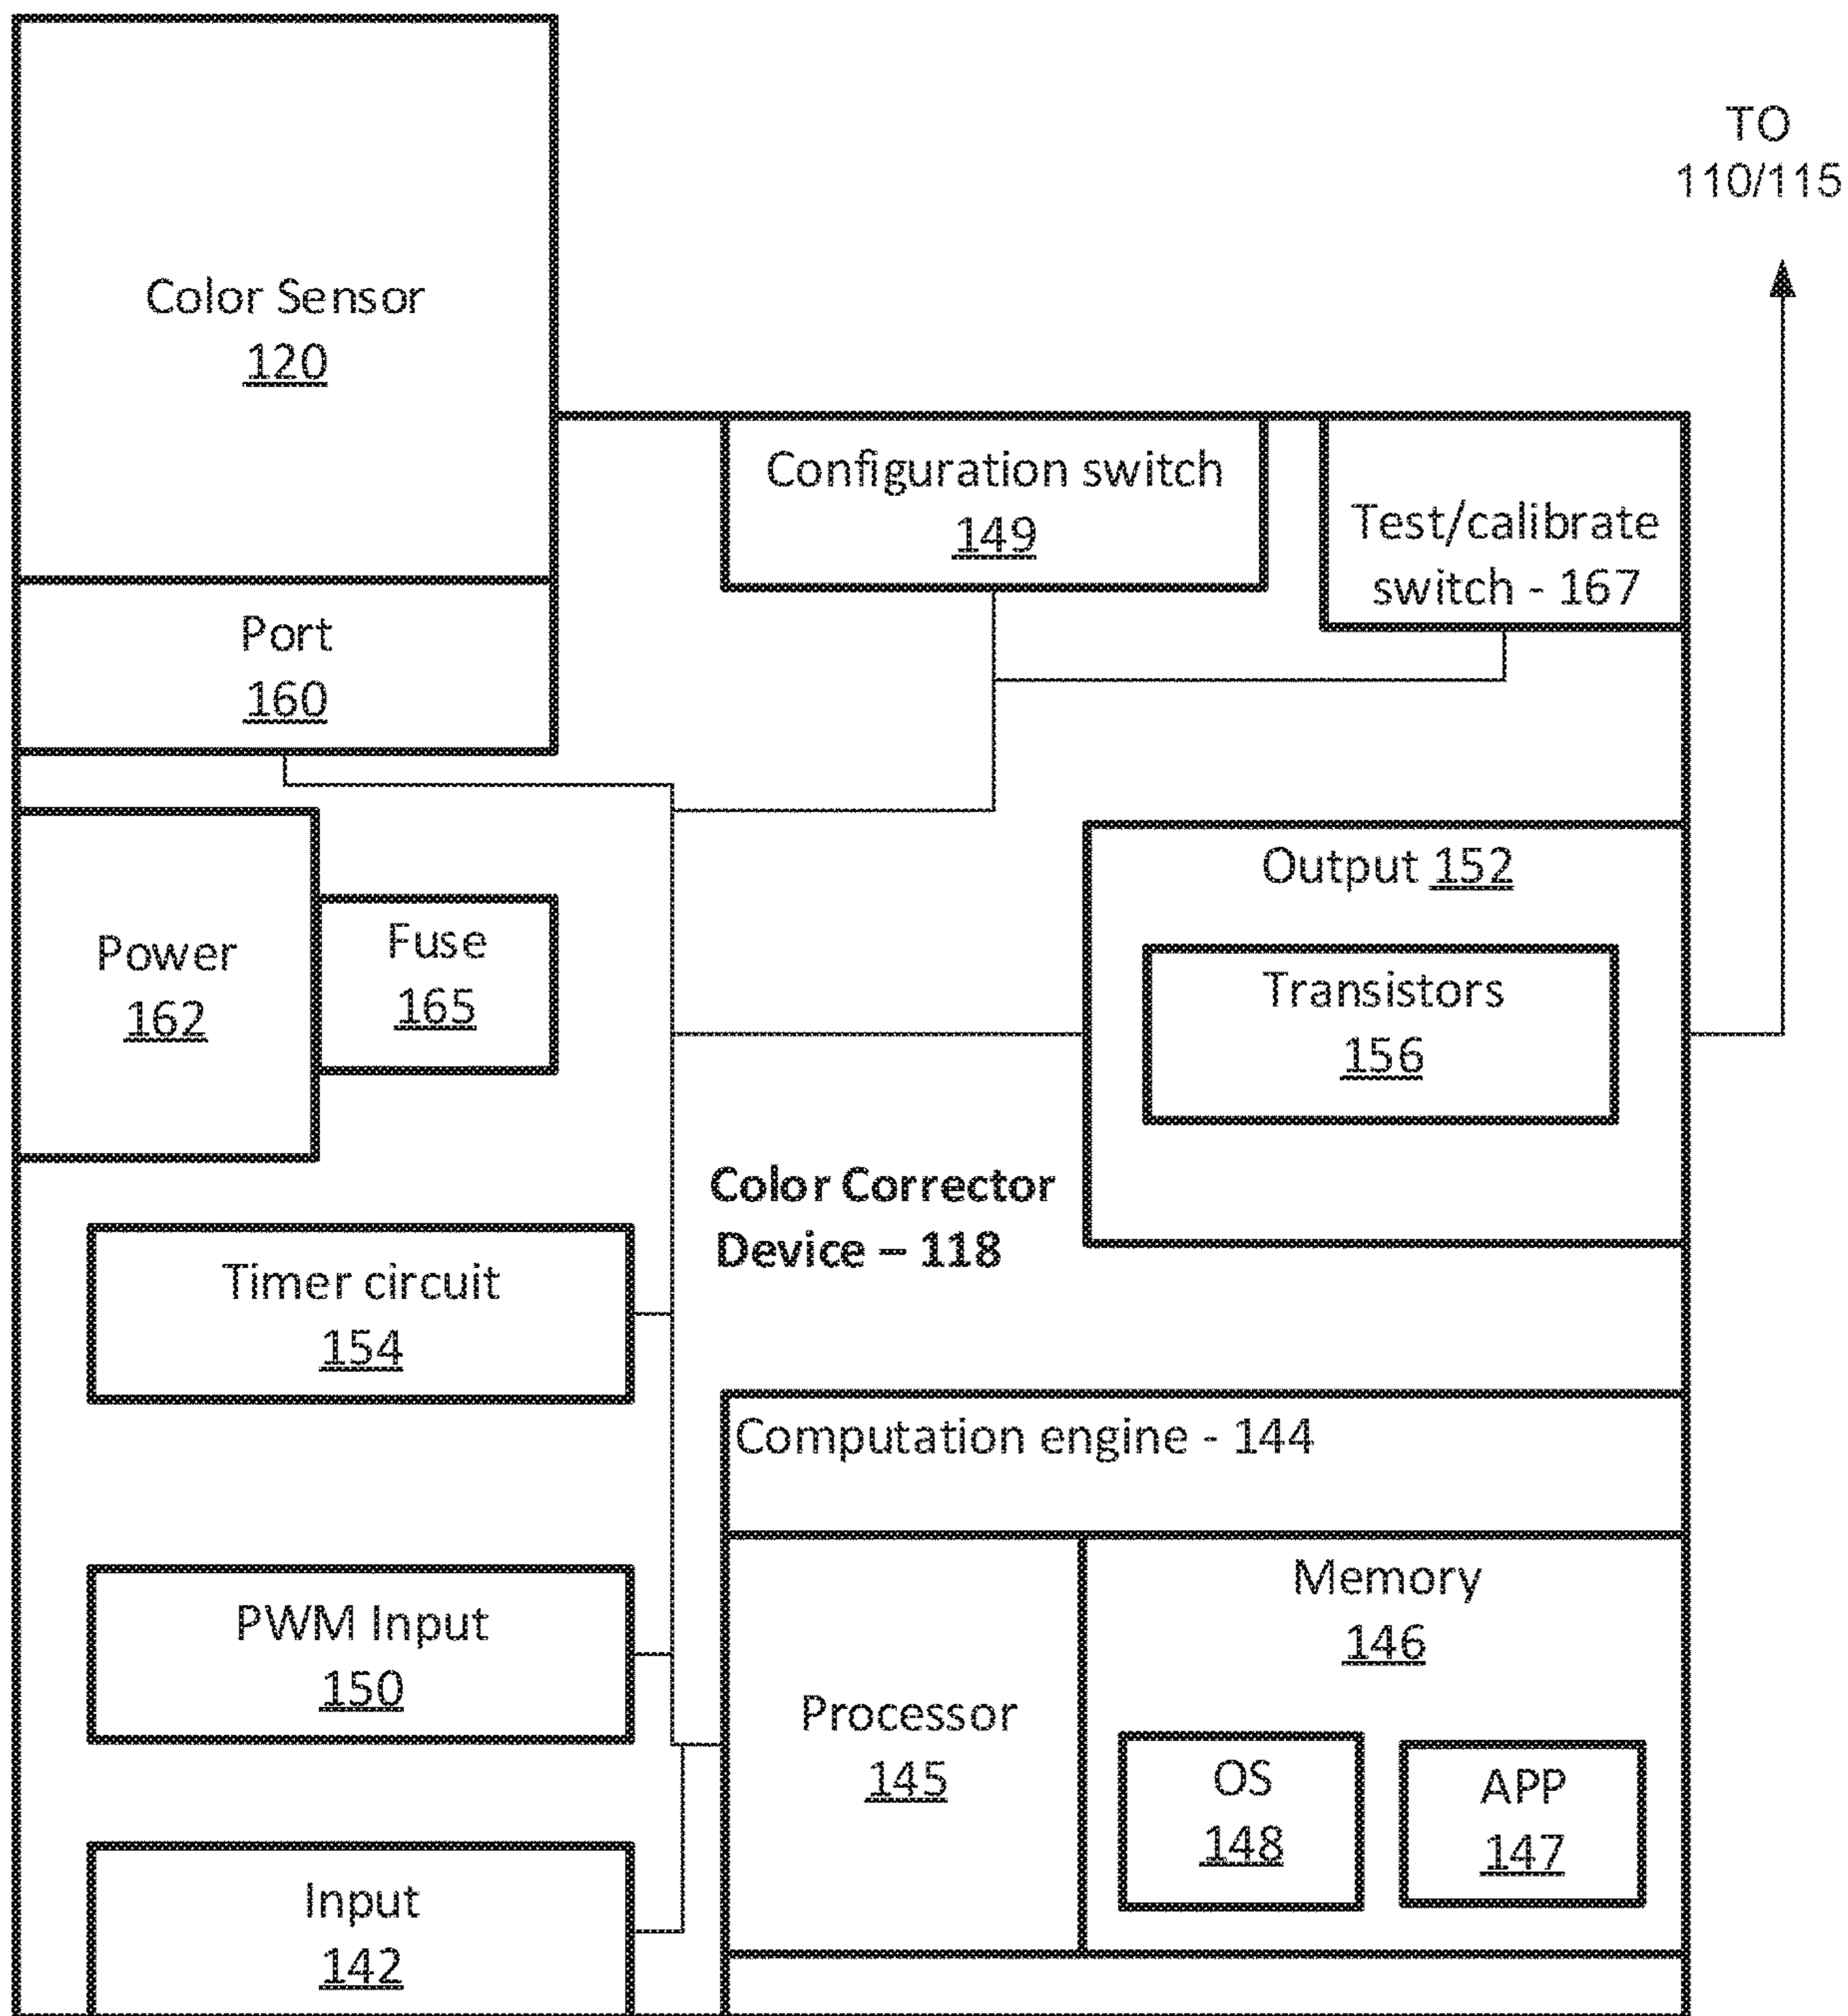 TO
110/115
Color Sensor
120
Configuration switch
149
Test/calibrate
switch - 167
Port
160
Output 152
Transistors
156
Power
162
Fuse
165
Color Corrector
Device – 118
Timer circuit
154
Computation engine - 144
PWM Input
150
Processor
145
Memory
146
OS
148
APP
147
Input
142